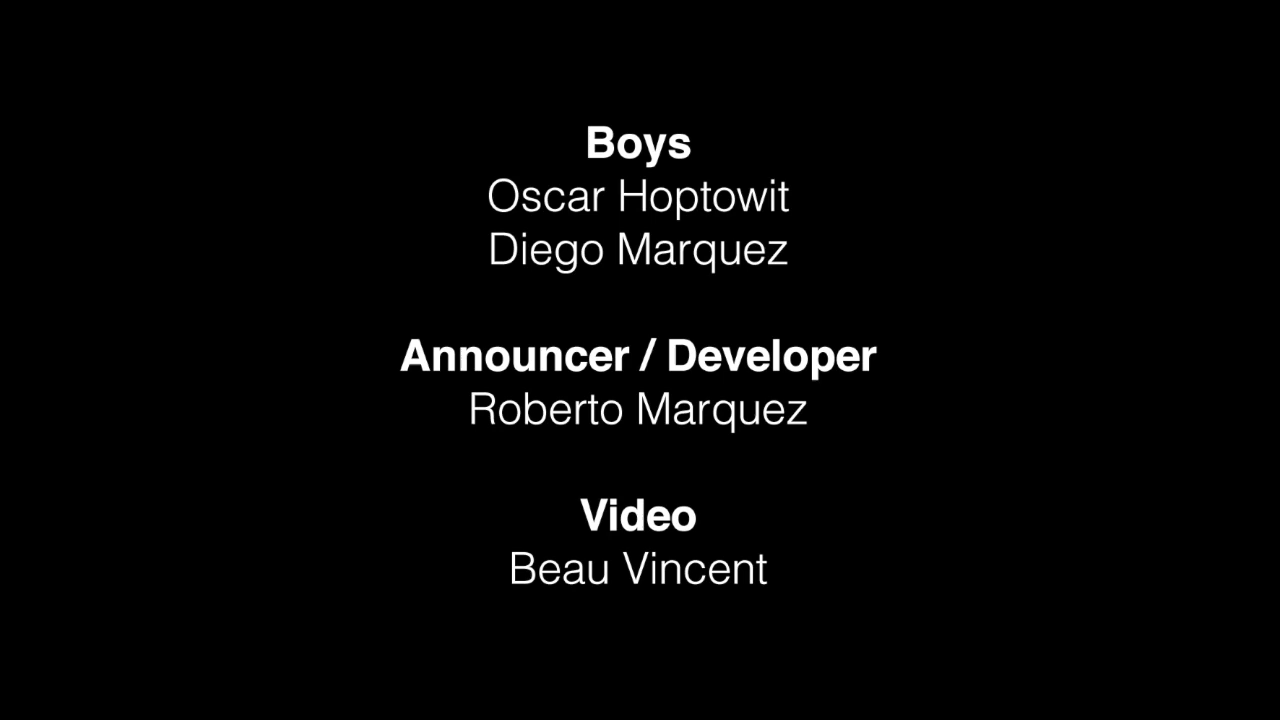 Boys
Oscar Hoptowit
Diego Marquez
Announcer / Developer
Roberto Marquez
Video
Beau Vincent